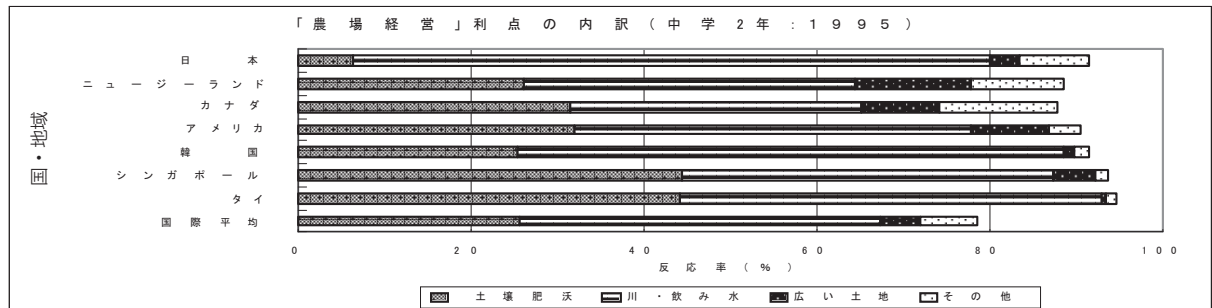 「農場経営」利点の内訳(中学2年:1995)
国・地域
日本
ニュージーランド
カナダ
アメリカ
韓国
シンガポール
タイ
国際平均
0 20 40 60 80 100
反応率(%)
土壌肥沃 川・飲み水 広い土地 その他